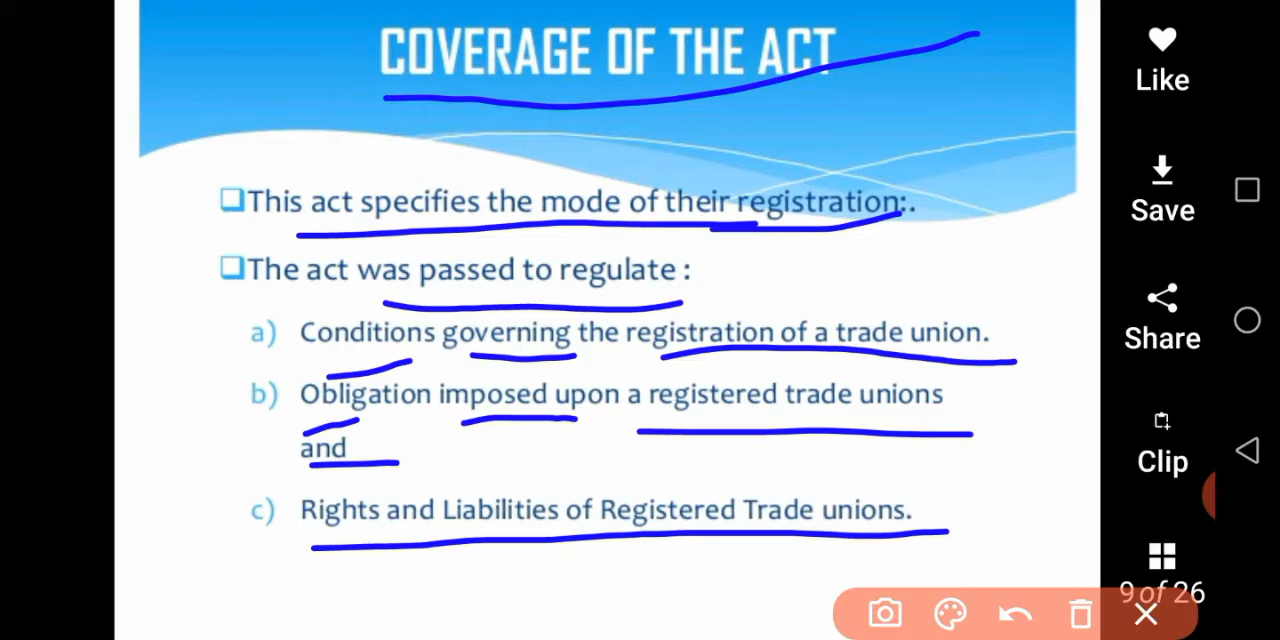 COVERAGE OF THE ACT
This act specifies the mode of their registration:.
The act was passed to regulate :
a) Conditions governing the registration of a trade union.
b) Obligation imposed upon a registered trade unions
and
c) Rights and Liabilities of Registered Trade unions.
Like
Save
Share
Clip
9 of 26